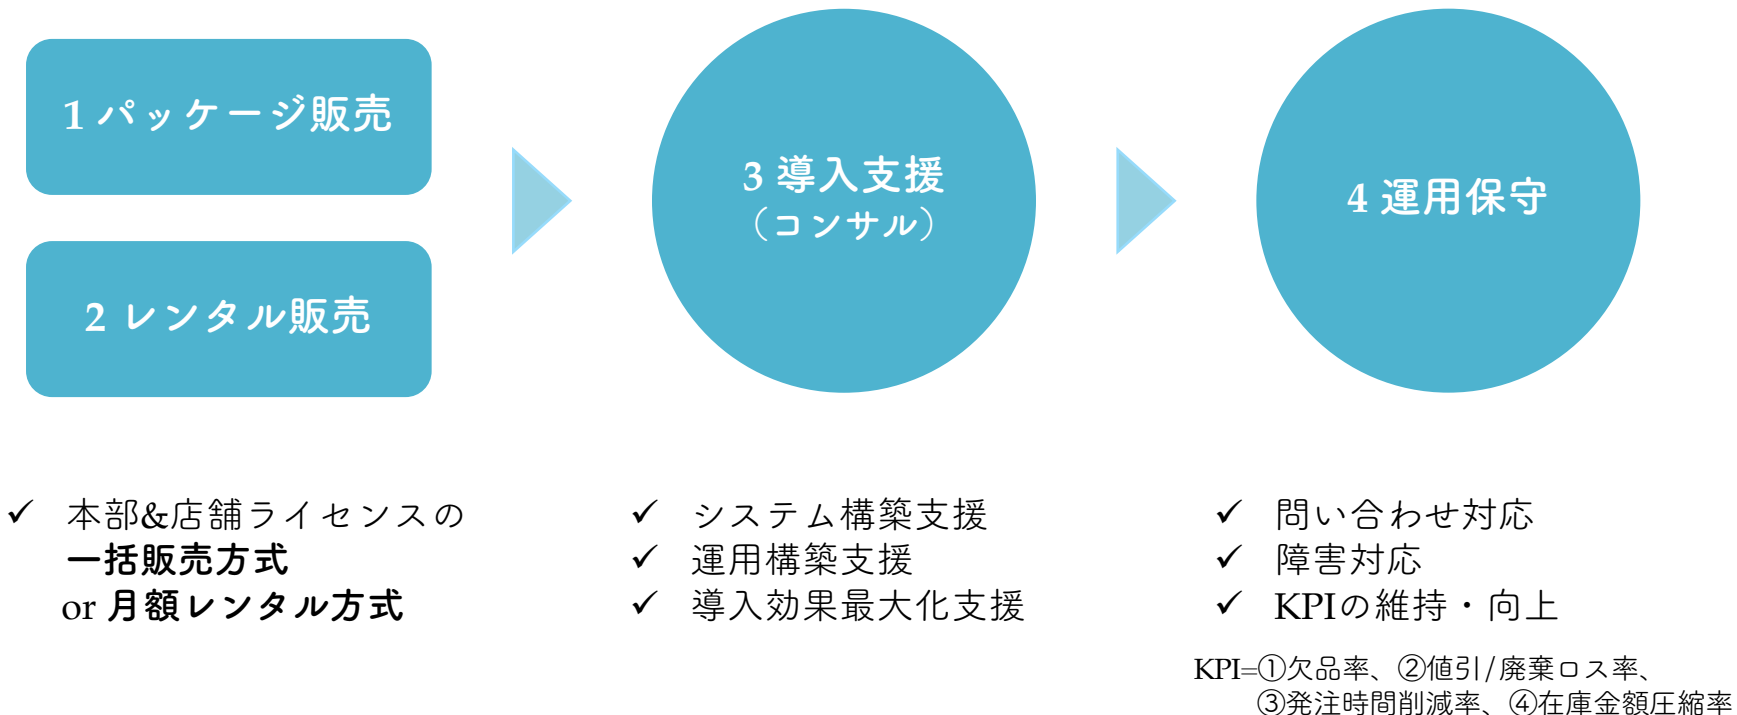 1 パッケージ販売
2 レンタル販売
3 導入支援
（コンサル）
4 運用保守
✓ 本部&店舗ライセンスの
一括販売方式
or 月額レンタル方式
✓ システム構築支援
✓ 運用構築支援
✓ 導入効果最大化支援
✓ 問い合わせ対応
✓ 障害対応
✓ KPIの維持・向上
KPI=①欠品率、②値引/廃棄ロス率、
③発注時間削減率、④在庫金額圧縮率